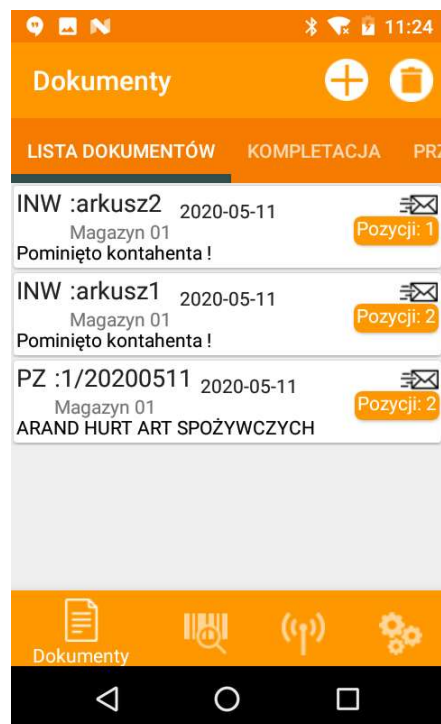 11:24
Dokumenty
LISTA DOKUMENTÓW KOMPLETACJA PRZ
INW :arkusz2 2020-05-11
Magazyn 01 Pozycji: 1
Pominięto kontahenta !
INW :arkusz1 2020-05-11
Magazyn 01 Pozycji: 2
Pominięto kontahenta !
PZ :1/20200511 2020-05-11
Magazyn 01 Pozycji: 2
ARAND HURT ART SPOŻYWCZYCH
Dokumenty